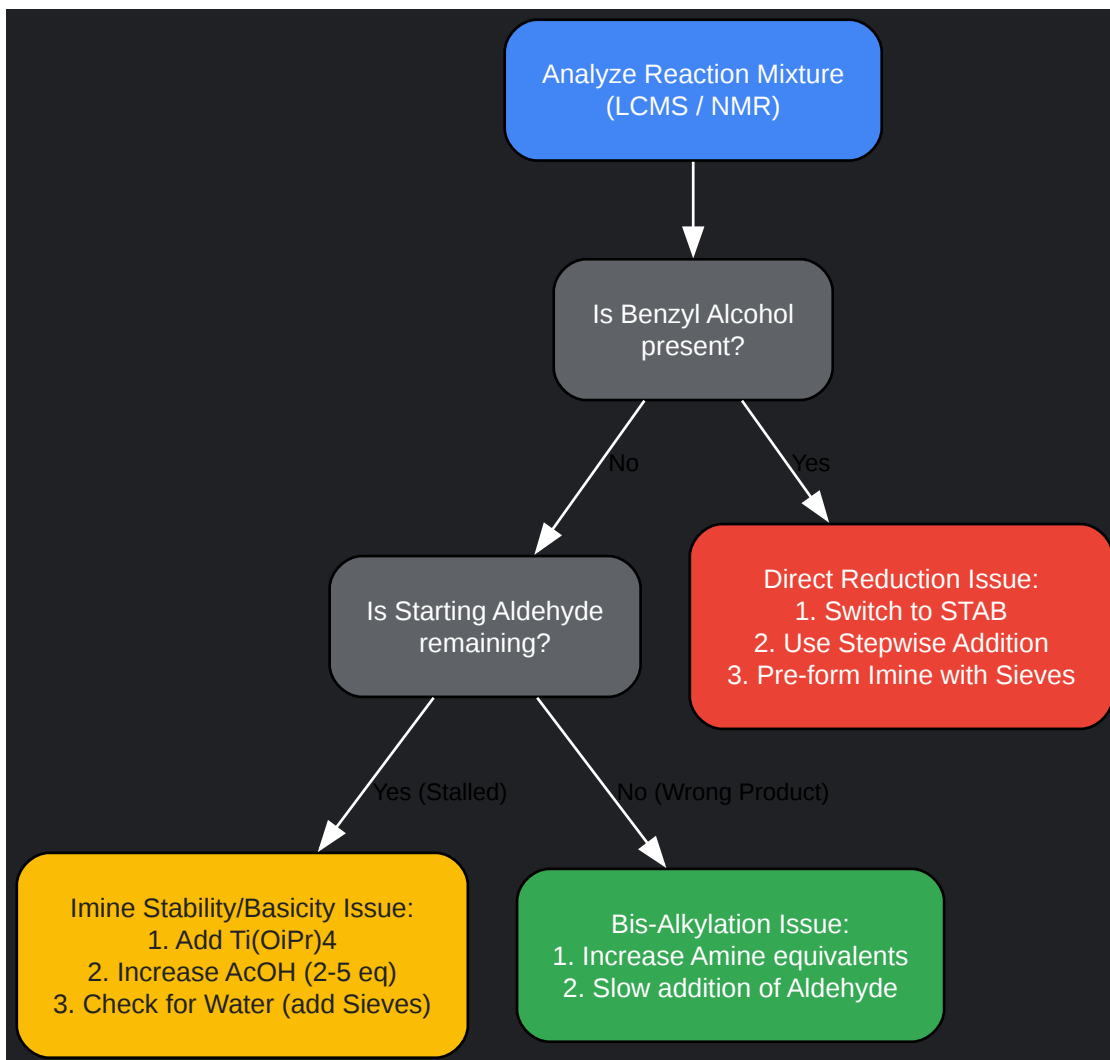 Analyze Reaction Mixture
(LCMS / NMR)
Is Benzyl Alcohol
present?
No
Yes
Is Starting Aldehyde
remaining?
Direct Reduction Issue:
1. Switch to STAB
2. Use Stepwise Addition
3. Pre-form Imine with Sieves
Yes (Stalled)
No (Wrong Product)
Imine Stability/Basicity Issue:
1. Add Ti(OiPr)4
2. Increase AcOH (2-5 eq)
3. Check for Water (add Sieves)
Bis-Alkylation Issue:
1. Increase Amine equivalents
2. Slow addition of Aldehyde